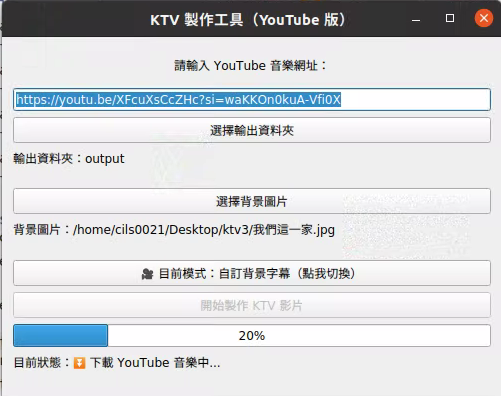 KTV 製作工具（YouTube 版）
請輸入 YouTube 音樂網址：
https://youtu.be/XFcuXsCcZHc?si=waKKOn0kuA-Vfi0X
選擇輸出資料夾
輸出資料夾：output
選擇背景圖片
背景圖片：/home/cils0021/Desktop/ktv3/我們這一家.jpg
🎥 目前模式：自訂背景字幕（點我切換）
開始製作 KTV 影片
20%
目前狀態：⏬ 下載 YouTube 音樂中...